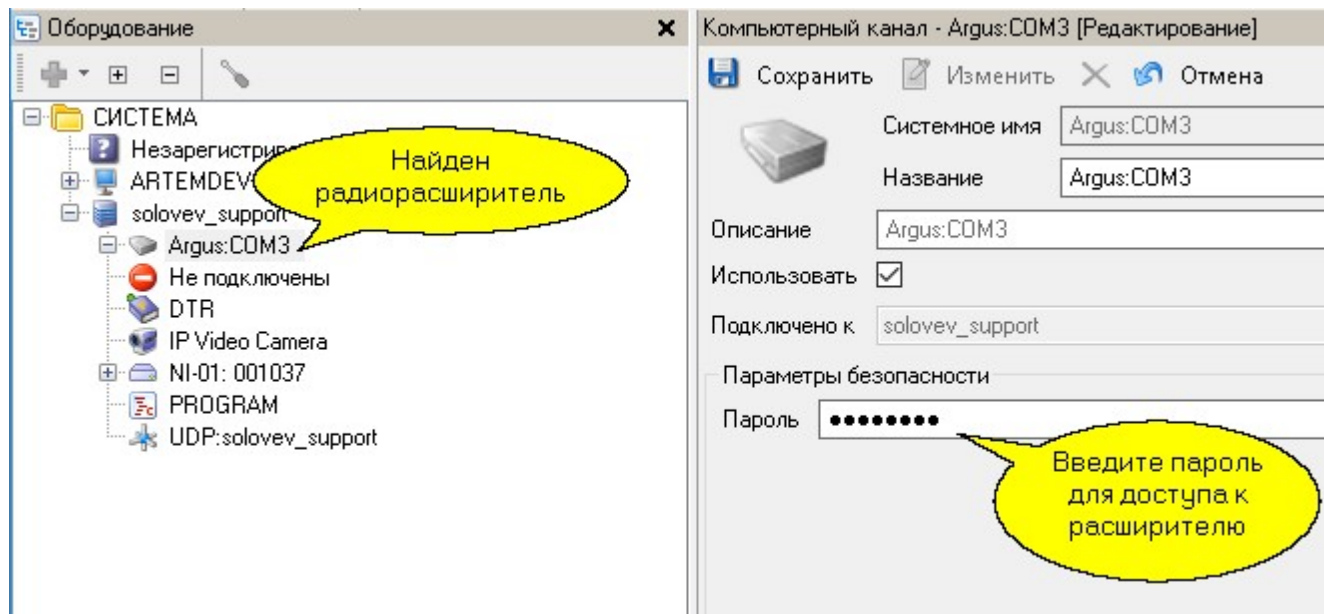 Оборудование
СИСТЕМА
ARTEMDEV
solovev_support
Argus:COM3
Не подключены
DTR
IP Video Camera
NI-01: 001037
PROGRAM
UDP:solovev_support
Найден
радиорасширитель
Компьютерный канал - Argus:COM3 [Редактирование]
Сохранить Изменить Отмена
Системное имя Argus:COM3
Название Argus:COM3
Описание Argus:COM3
Использовать
Подключено к solovev_support
Параметры безопасности
Пароль ●●●●●●●●
Введите пароль
для доступа к
расширителю